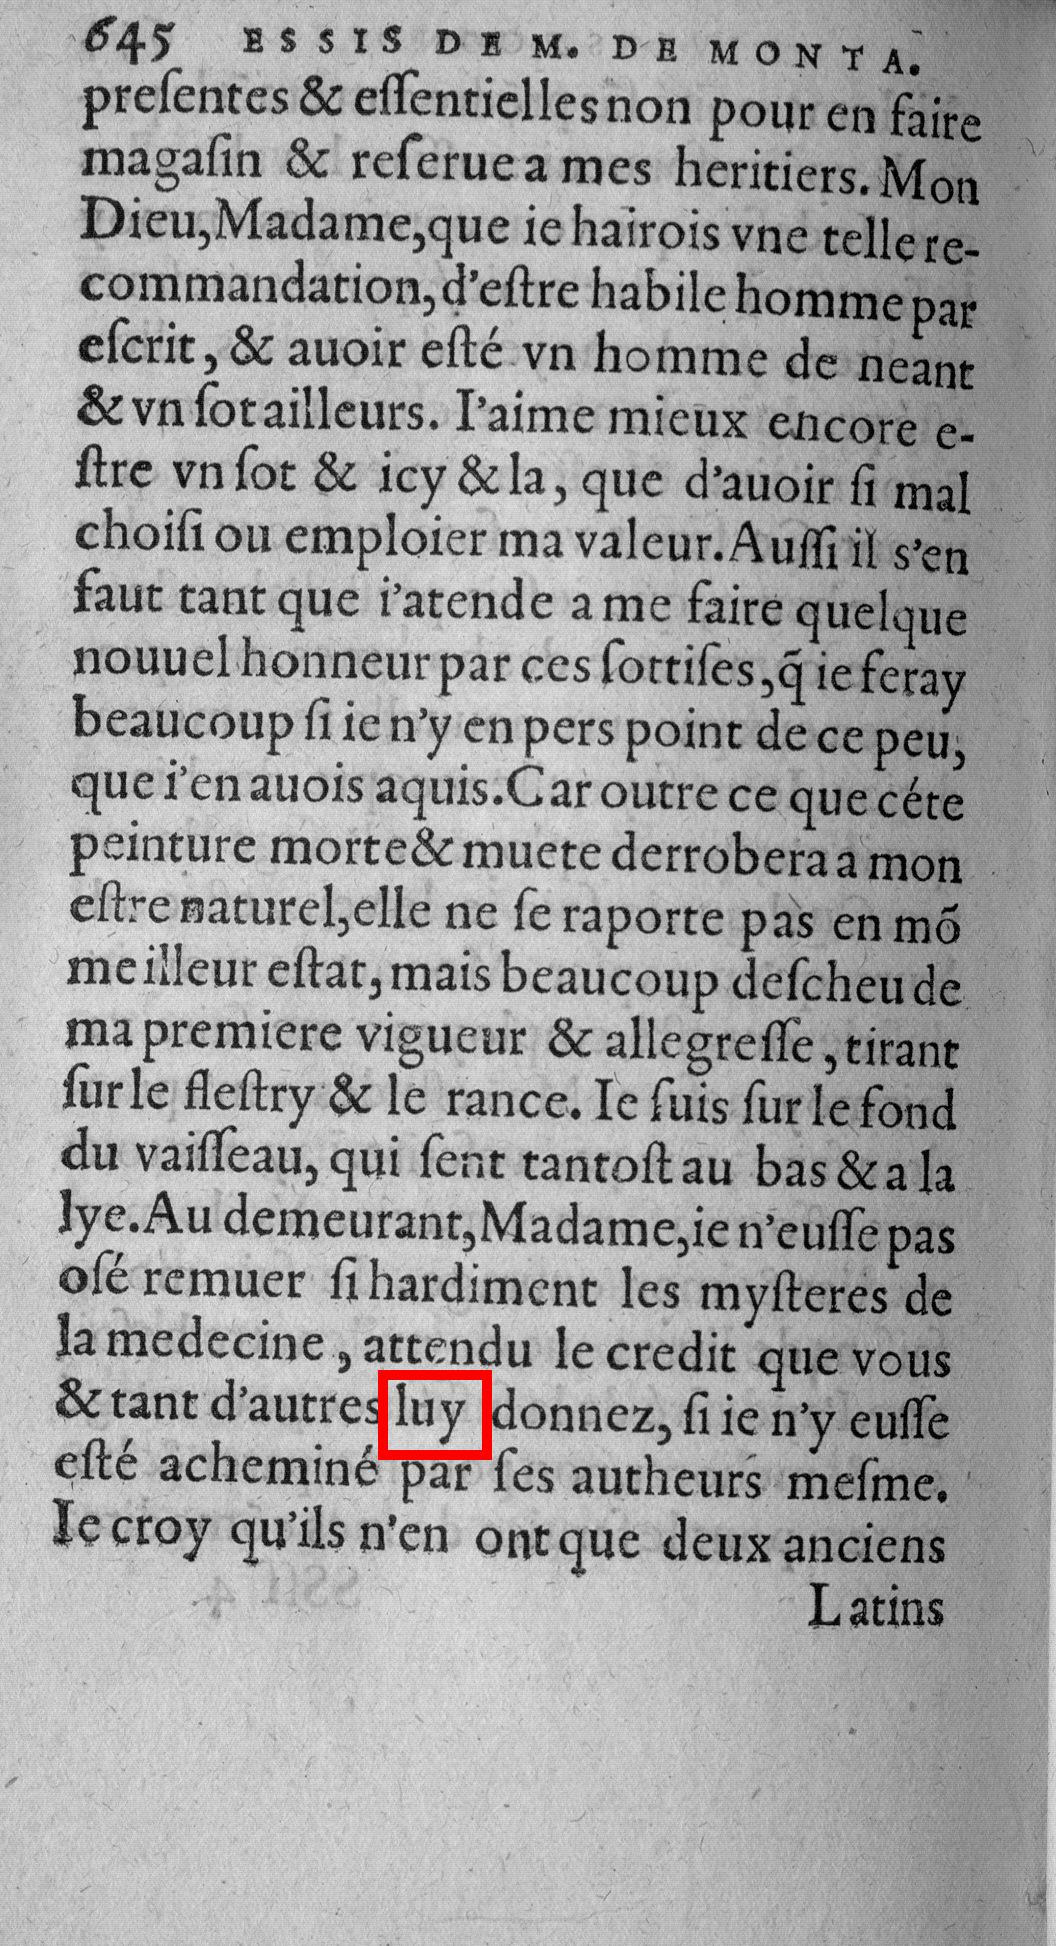 645 ESSIS DE M. DE MONTA.
preſentes & eſſentielles non pour en faire
magaſin & reſerue a mes heritiers. Mon
Dieu, Madame, que ie hairois vne telle re-
commandation, d'eſtre habile homme par
eſcrit, & auoir eſté vn homme de neant
& vn ſot ailleurs. I'aime mieux encore e-
ſtre vn ſot & icy & la, que d'auoir ſi mal
choiſi ou emploier ma valeur. Auſſi il s'en
faut tant que i'atende a me faire quelque
nouuel honneur par ces ſottiſes, q̃ ie feray
beaucoup ſi ie n'y en pers point de ce peu,
que i'en auois aquis. Car outre ce que céte
peinture morte & muete derrobera a mon
eſtre naturel, elle ne ſe raporte pas en mõ
meilleur eſtat, mais beaucoup deſcheu de
ma premiere vigueur & allegreſſe, tirant
ſur le fleſtry & le rance. Ie ſuis ſur le fond
du vaiſſeau, qui ſent tantoſt au bas & a la
lye. Au demeurant, Madame, ie n'euſſe pas
oſé remuer ſi hardiment les myſteres de
la medecine, attendu le credit que vous
& tant d'autres luy donnez, ſi ie n'y euſſe
eſté acheminé par ſes autheurs meſme.
Ie croy qu'ils n'en ont que deux anciens
Latins